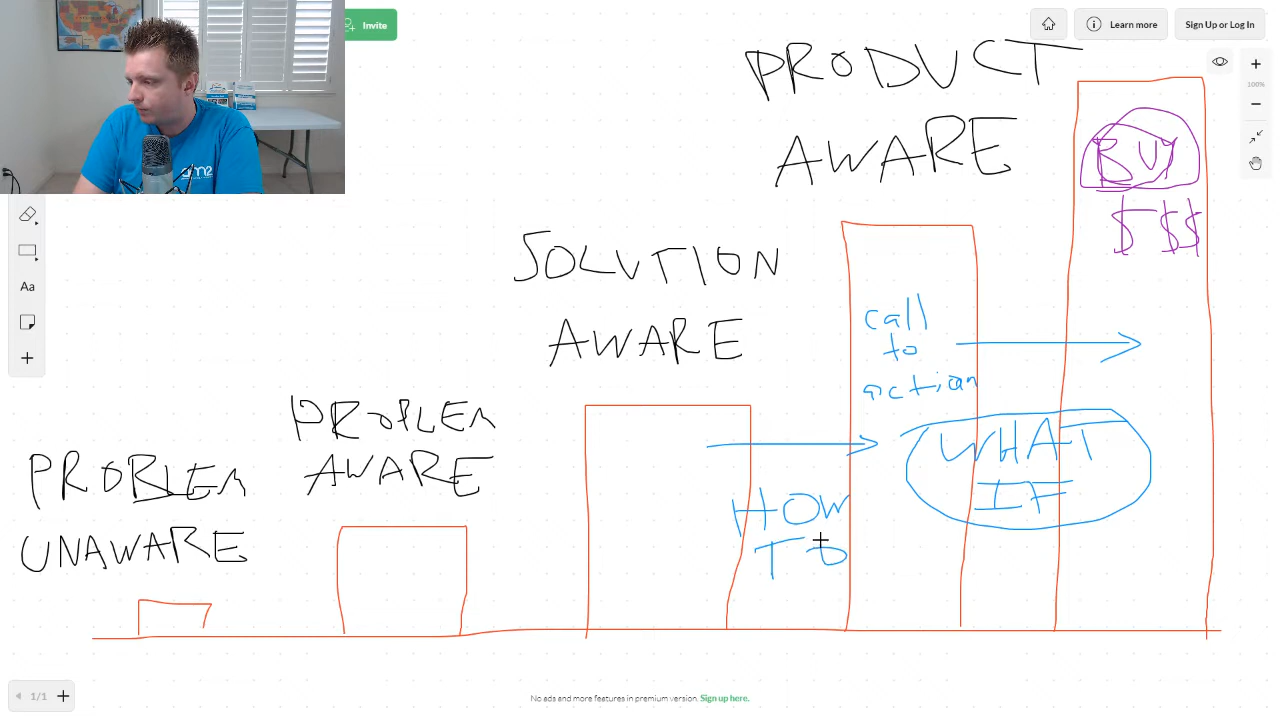 Invite
Learn more
Sign Up or Log In
100%
Aa
PRODUCT
AWARE
BUY
$$$
SOLUTION
AWARE
call
to
action
PROBLEM
AWARE
WHAT
IF
PROBLEM
UNAWARE
HOW
TO
1/1
No ads and more features in premium version. Sign up here.